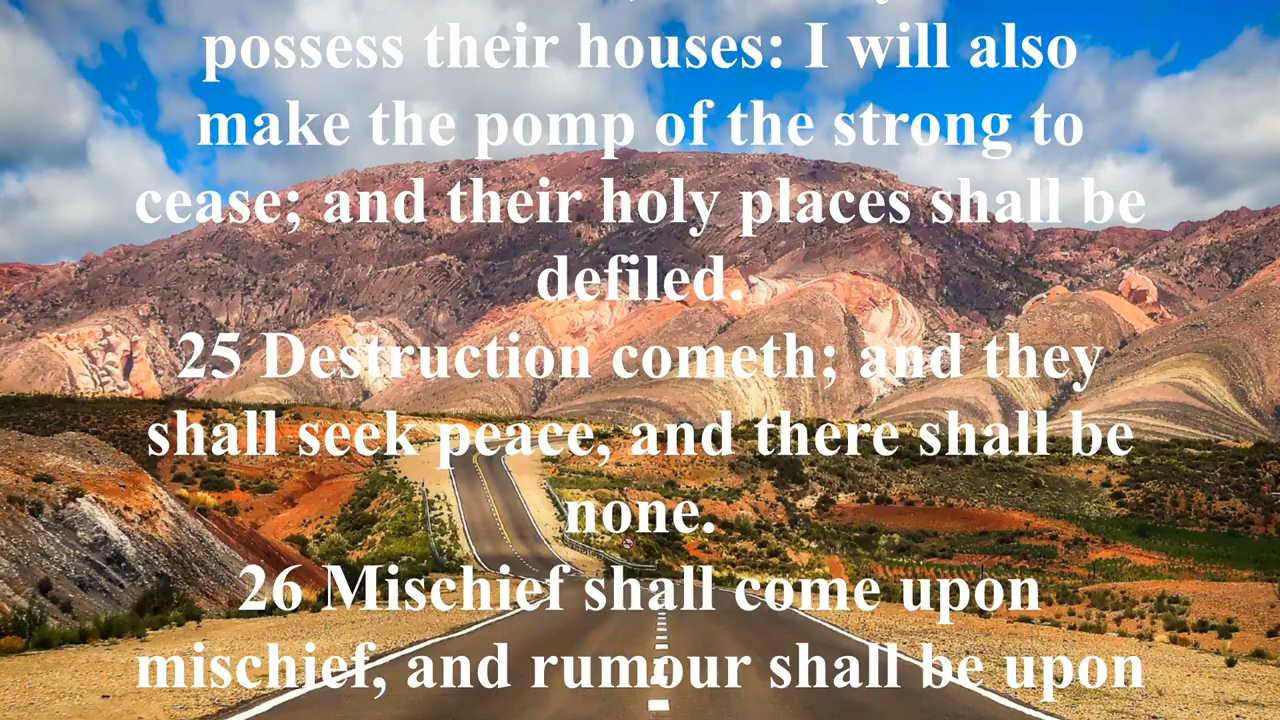 possess their houses: I will also
make the pomp of the strong to
cease; and their holy places shall be
defiled.
25 Destruction cometh; and they
shall seek peace, and there shall be
none.
26 Mischief shall come upon
mischief, and rumour shall be upon